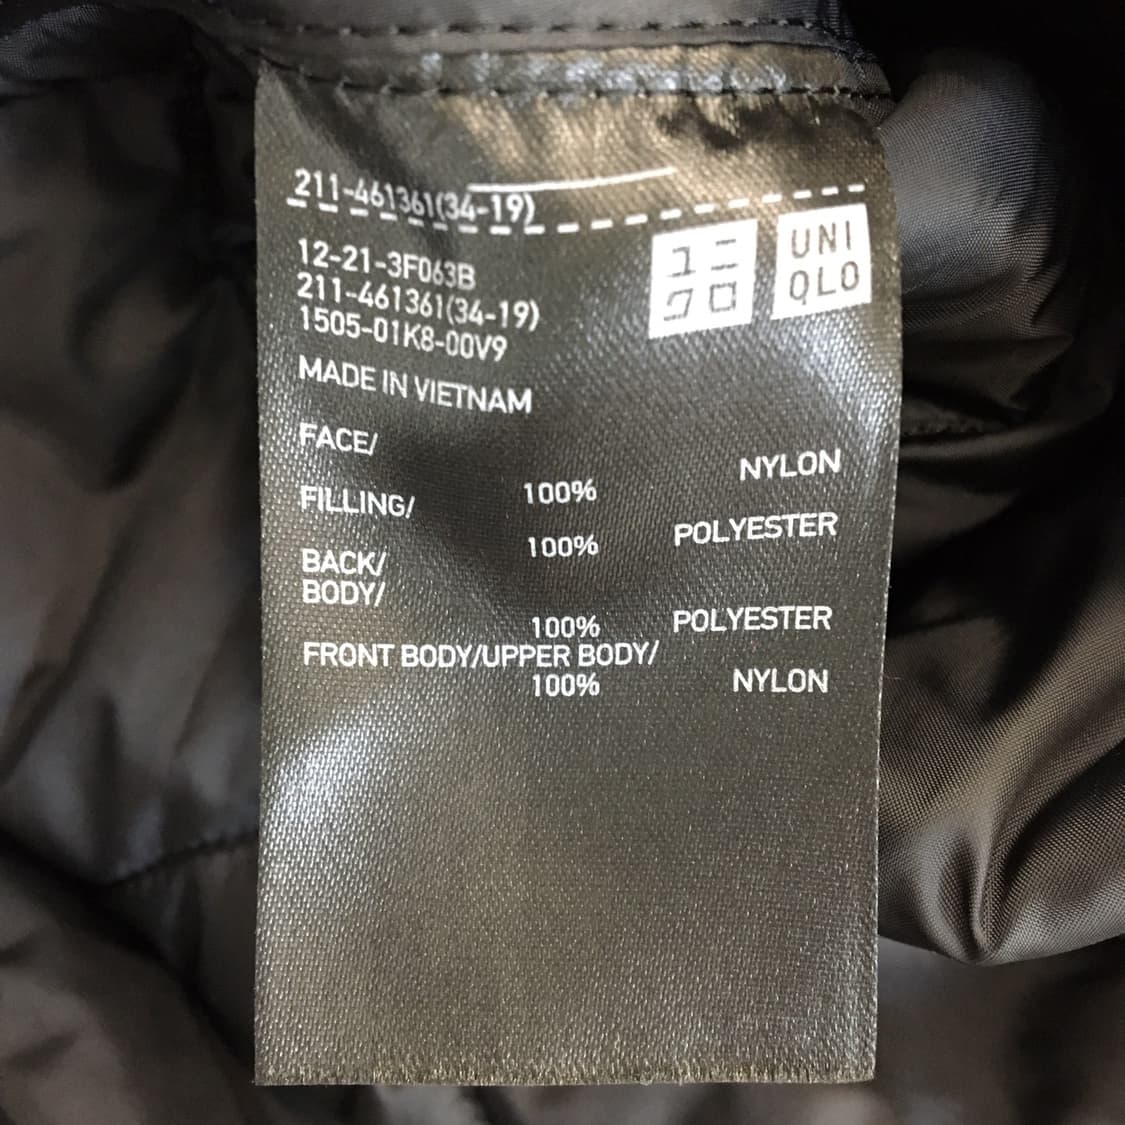 211-461361(34-19)
ユニ
クロ
UNI
QLO
12-21-3F063B
211-461361(34-19)
1505-01K8-00V9
MADE IN VIETNAM
FACE/
100% NYLON
FILLING/
100% POLYESTER
BACK/
BODY/
100% POLYESTER
FRONT BODY/UPPER BODY/
100% NYLON